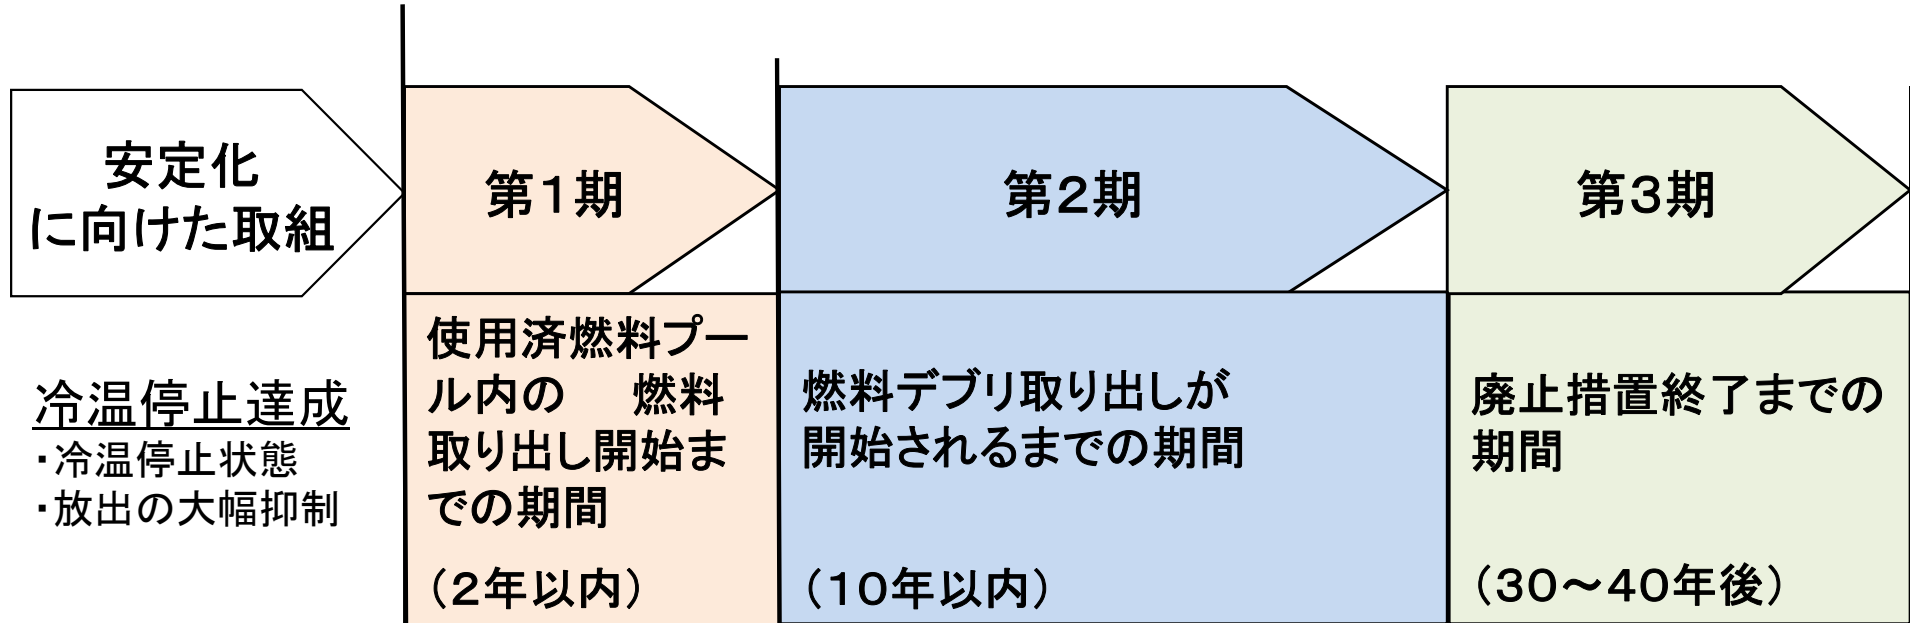 安定化
に向けた取組
第１期
第２期
第３期
冷温停止達成
・冷温停止状態
・放出の大幅抑制
使用済燃料プー
ル内の　燃料
取り出し開始ま
での期間
（２年以内）
燃料デブリ取り出しが
開始されるまでの期間
（１０年以内）
廃止措置終了までの
期間
（３０～４０年後）